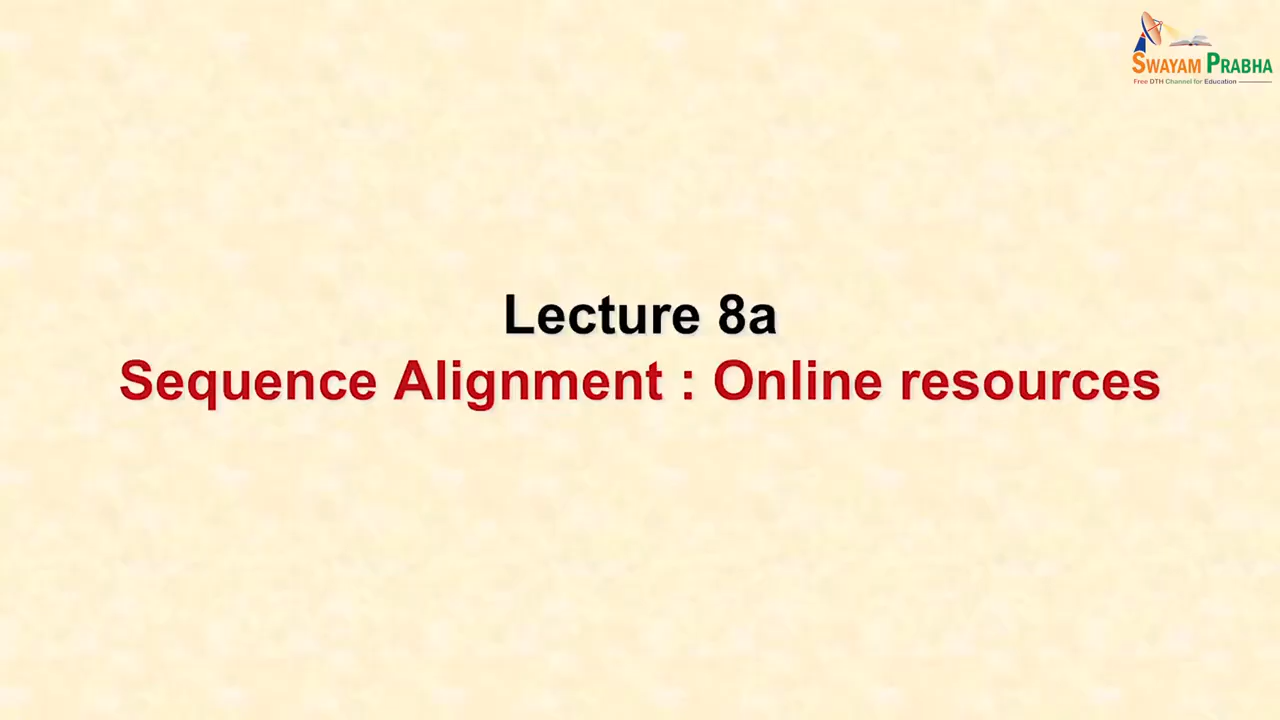 SWAYAM PRABHA
Free DTH Channel for Education
Lecture 8a
Sequence Alignment : Online resources